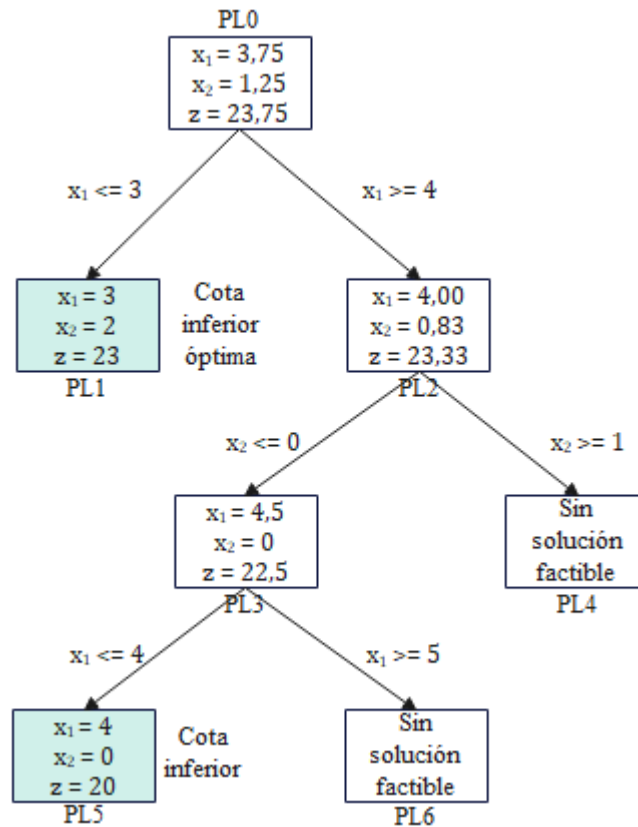 PL0
x₁ = 3,75
x₂ = 1,25
z = 23,75
x₁ <= 3
x₁ >= 4
x₁ = 3
x₂ = 2
z = 23
PL1
Cota
inferior
óptima
x₁ = 4,00
x₂ = 0,83
z = 23,33
PL2
x₂ <= 0
x₂ >= 1
x₁ = 4,5
x₂ = 0
z = 22,5
PL3
Sin
solución
factible
PL4
x₁ <= 4
x₁ >= 5
x₁ = 4
x₂ = 0
z = 20
PL5
Cota
inferior
Sin
solución
factible
PL6